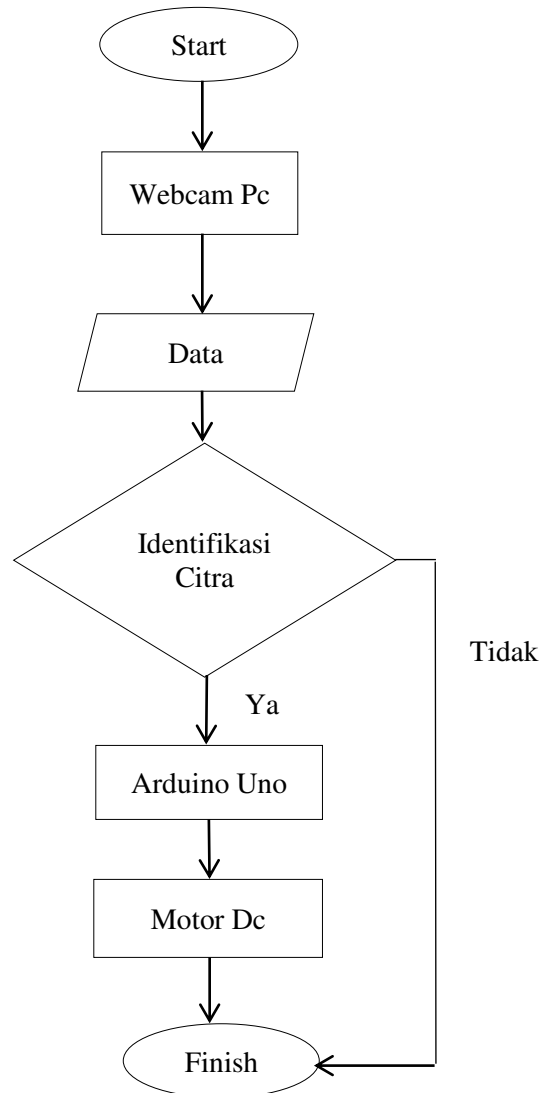 Start
Webcam Pc
Data
Identifikasi
Citra
Tidak
Ya
Arduino Uno
Motor Dc
Finish